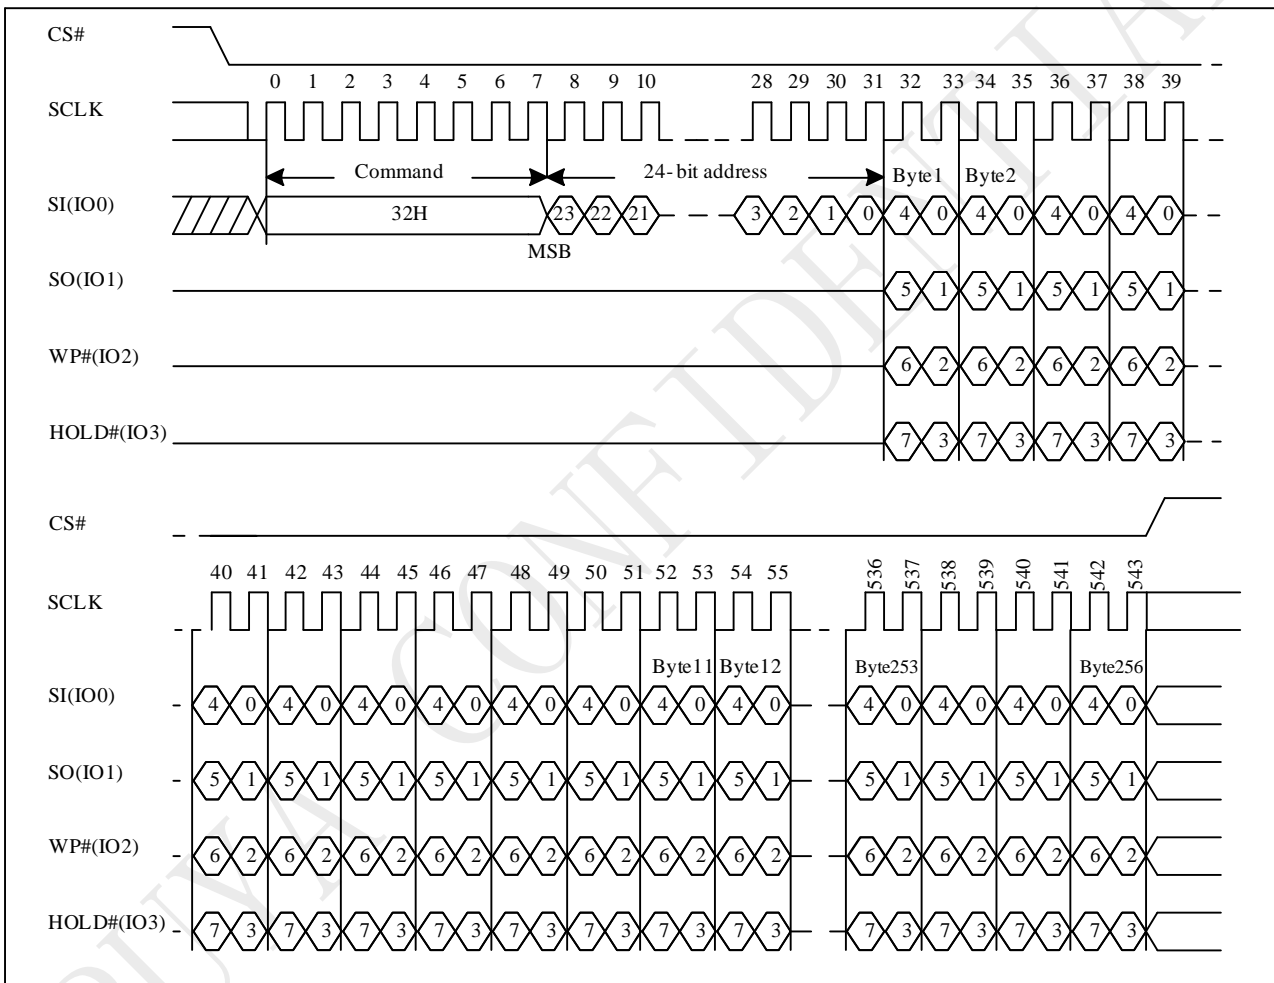 CS#
0 1 2 3 4 5 6 7 8 9 10 28 29 30 31 32 33 34 35 36 37 38 39
SCLK
Command 24-bit address Byte1 Byte2
SI(IO0) 32H 23 22 21 3 2 1 0 4 0 4 0 4 0 4 0
MSB
SO(IO1) 5 1 5 1 5 1 5 1
WP#(IO2) 6 2 6 2 6 2 6 2
HOLD#(IO3) 7 3 7 3 7 3 7 3
CS#
40 41 42 43 44 45 46 47 48 49 50 51 52 53 54 55 536 537 538 539 540 541 542 543
SCLK
Byte11 Byte12 Byte253 Byte256
SI(IO0) 4 0 4 0 4 0 4 0 4 0 4 0 4 0 4 0 4 0 4 0 4 0 4 0
SO(IO1) 5 1 5 1 5 1 5 1 5 1 5 1 5 1 5 1 5 1 5 1 5 1 5 1
WP#(IO2) 6 2 6 2 6 2 6 2 6 2 6 2 6 2 6 2 6 2 6 2 6 2 6 2
HOLD#(IO3) 7 3 7 3 7 3 7 3 7 3 7 3 7 3 7 3 7 3 7 3 7 3 7 3
PUYA CONFIDENTIAL